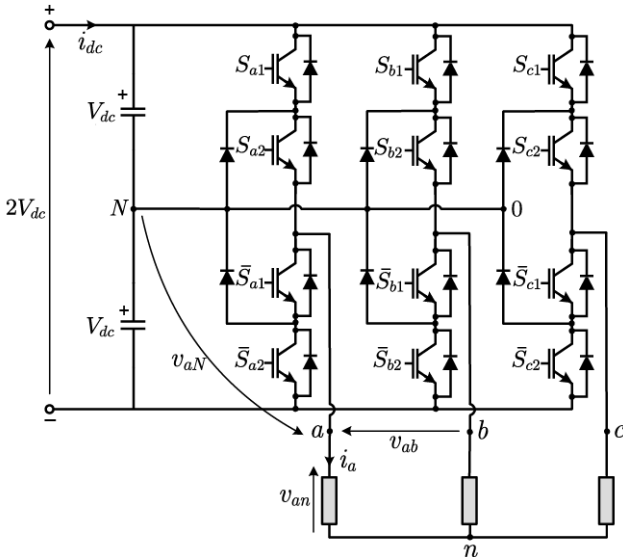 +
i_dc
S_a1
S_b1
S_c1
+
V_dc
S_a2
S_b2
S_c2
2V_dc
N
0
S̄_a1
S̄_b1
S̄_c1
+
V_dc
v_aN
S̄_a2
S̄_b2
S̄_c2
−
a
v_ab
b
c
i_a
v_an
n